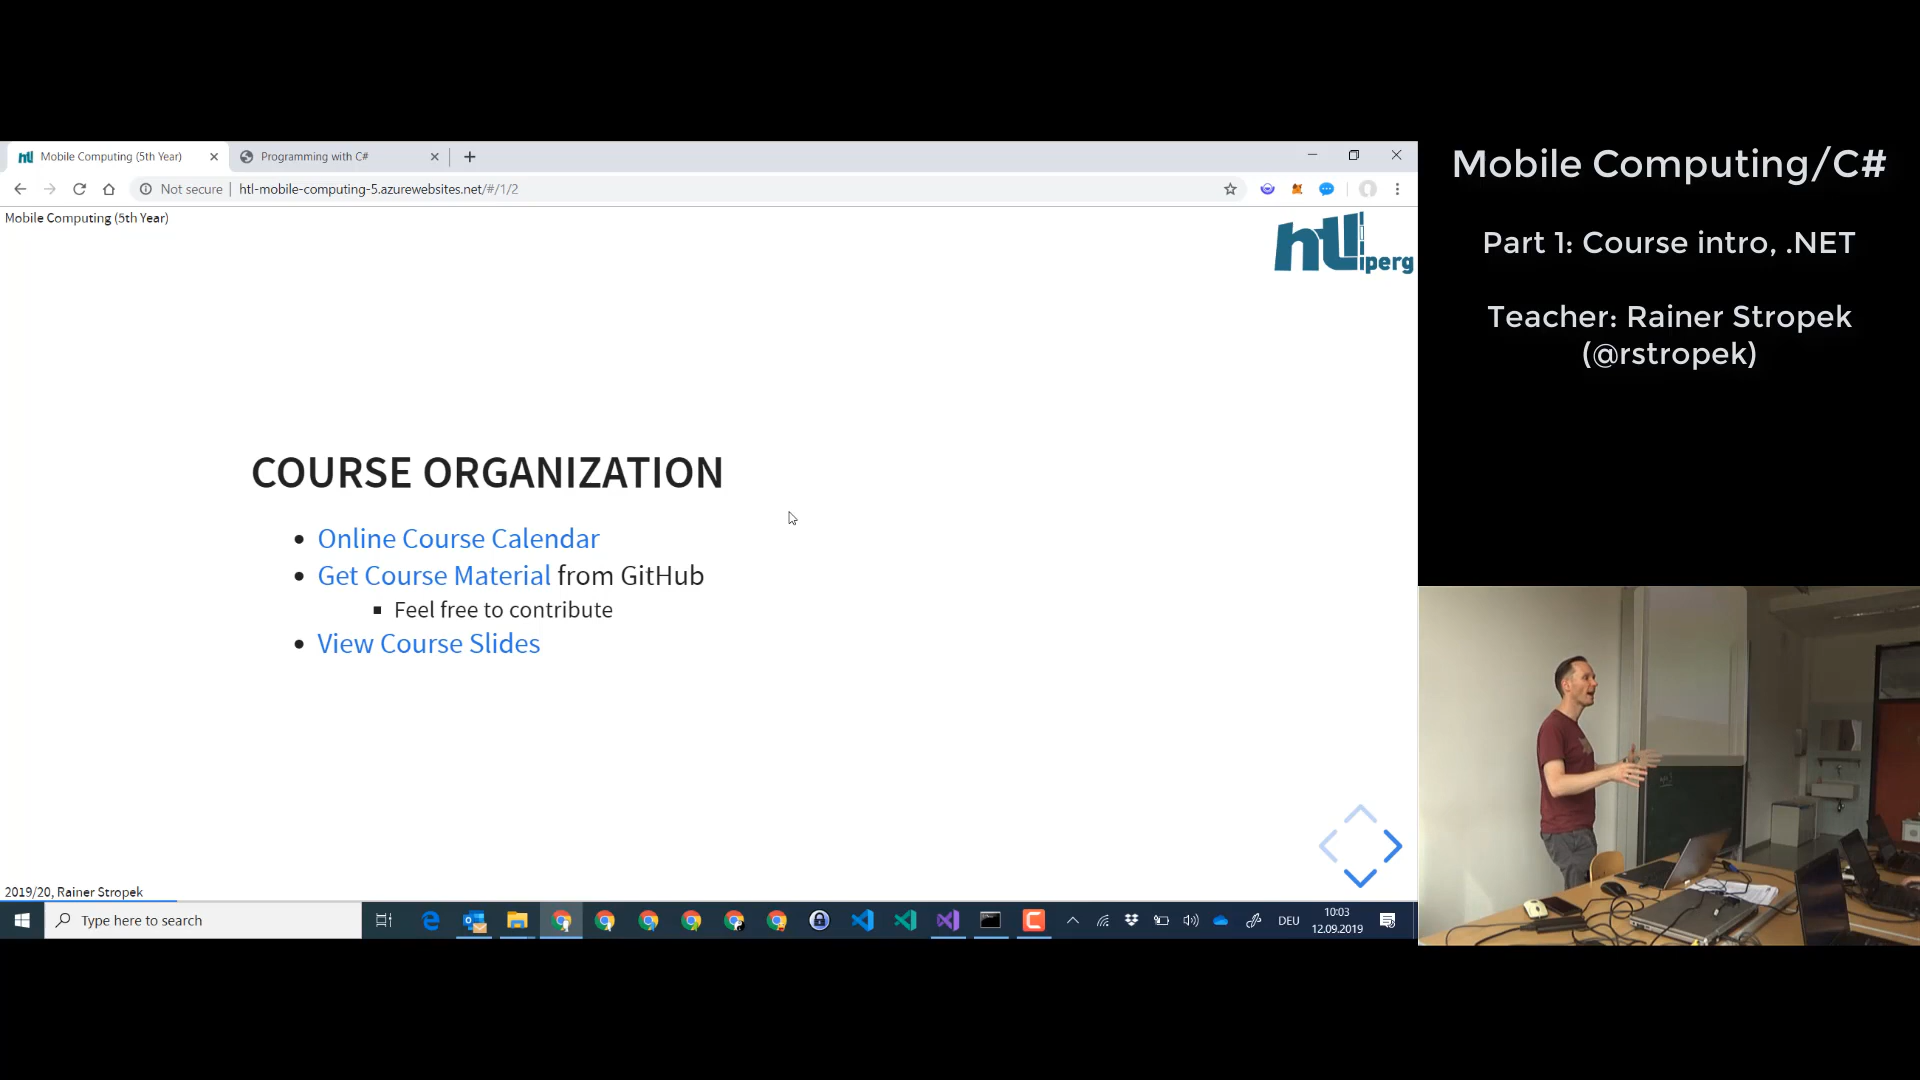 Mobile Computing (5th Year)
Programming with C#
Not secure
htl-mobile-computing-5.azurewebsites.net/#/1/2
Mobile Computing (5th Year)
htl
iperg
COURSE ORGANIZATION
Online Course Calendar
Get Course Material from GitHub
Feel free to contribute
View Course Slides
2019/20, Rainer Stropek
Type here to search
DEU
10:03
12.09.2019
Mobile Computing/C#
Part 1: Course intro, .NET
Teacher: Rainer Stropek
(@rstropek)